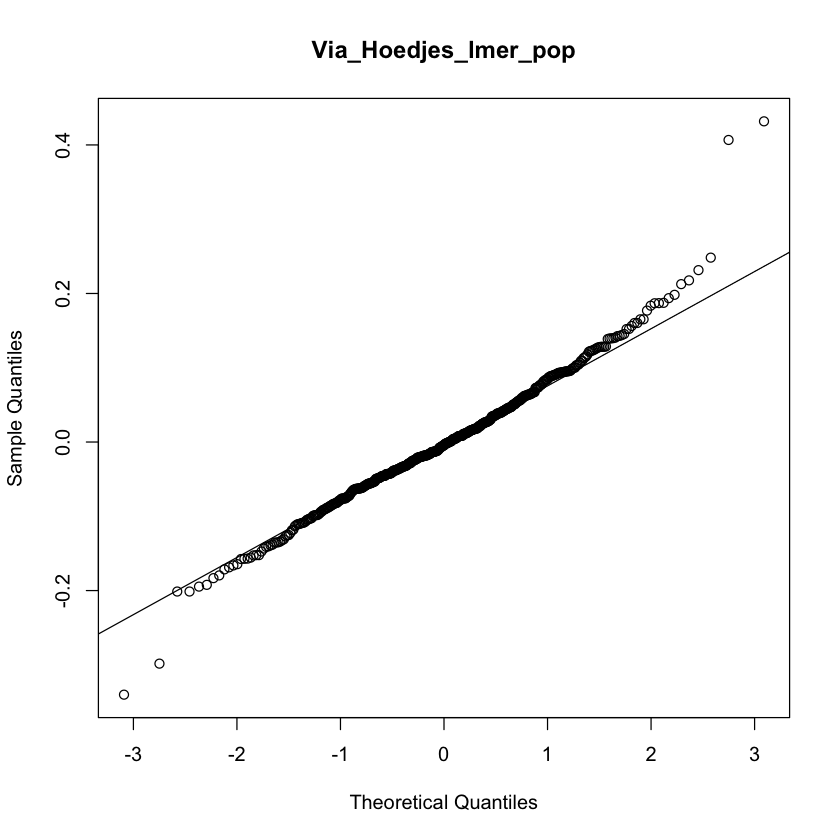 Via_Hoedjes_lmer_pop
0.4
0.2
0.0
-0.2
Sample Quantiles
-3 -2 -1 0 1 2 3
Theoretical Quantiles